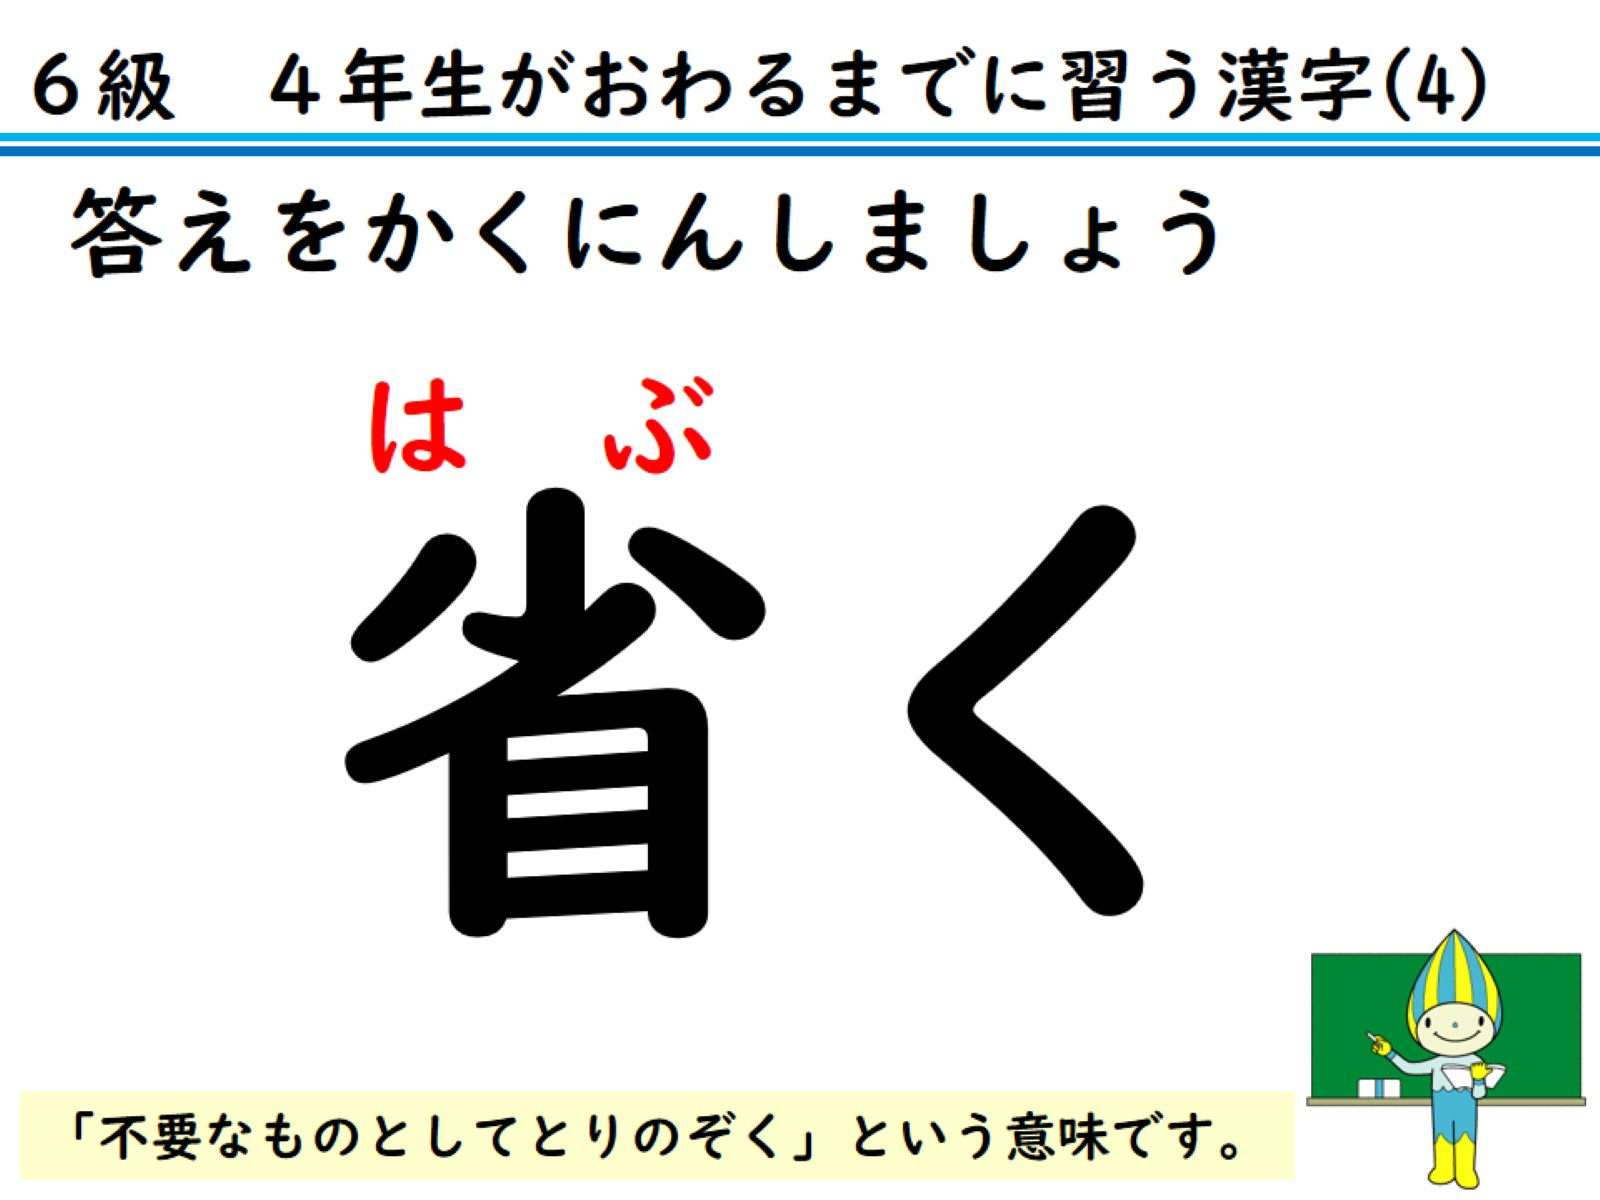 ６級　４年生がおわるまでに習う漢字(4)
答えをかくにんしましょう
はぶ
省く
「不要なものとしてとりのぞく」という意味です。